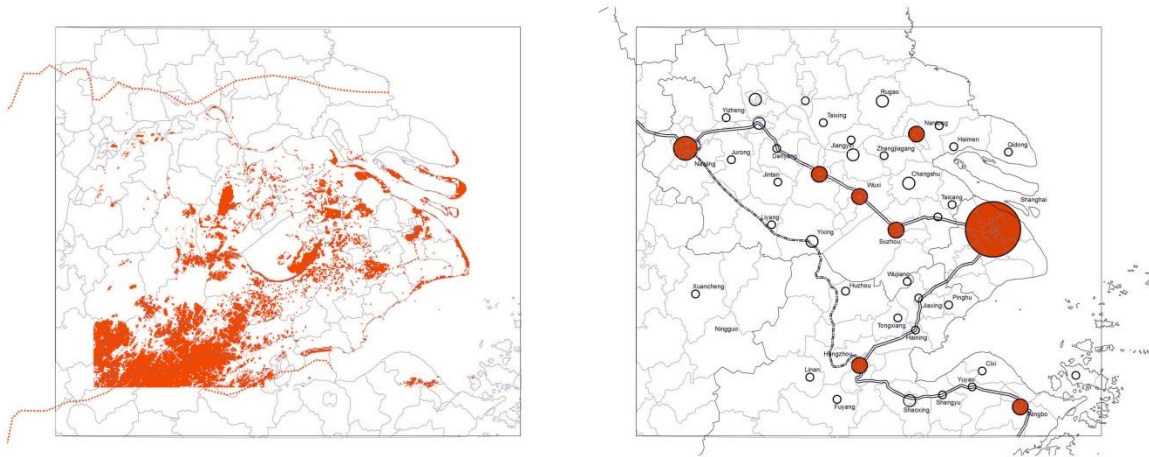 Rugao
Yizheng
Taixing
Nantong
Haimen
Qidong
Jiangyin
Zhangjiagang
Danyang
Nanjing
Jurong
Jintan
Wuxi
Changshu
Taicang
Shanghai
Liyang
Yixing
Suzhou
Wujiang
Xuancheng
Huzhou
Jiaxing
Pinghu
Tongxiang
Ningguo
Haining
Hangzhou
Linan
Cixi
Yuyao
Fuyang
Shaoxing
Shangyu
Ningbo